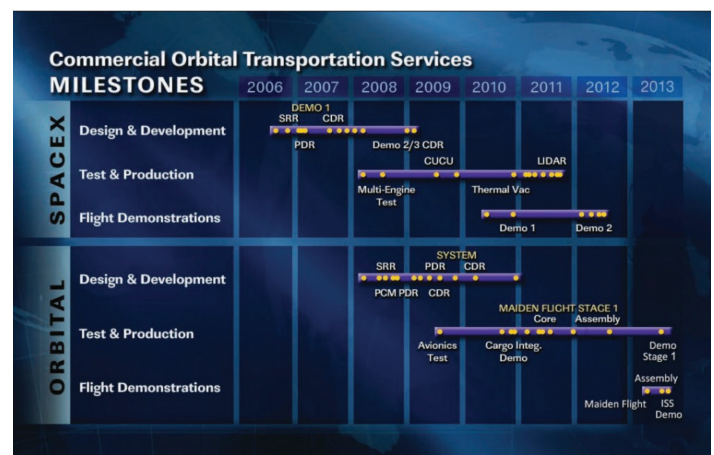 Commercial Orbital Transportation Services
MILESTONES
2006 2007 2008 2009 2010 2011 2012 2013
SPACEX
DEMO 1
SRR CDR
Design & Development
PDR Demo 2/3 CDR
CUCU LIDAR
Test & Production
Multi-Engine Thermal Vac
Test
Flight Demonstrations
Demo 1 Demo 2
ORBITAL
SYSTEM
SRR PDR CDR
Design & Development
PCM PDR CDR
MAIDEN FLIGHT STAGE 1
Core Assembly
Test & Production
Avionics Cargo Integ. Demo
Test Demo Stage 1
Assembly
Flight Demonstrations
Maiden Flight ISS
Demo